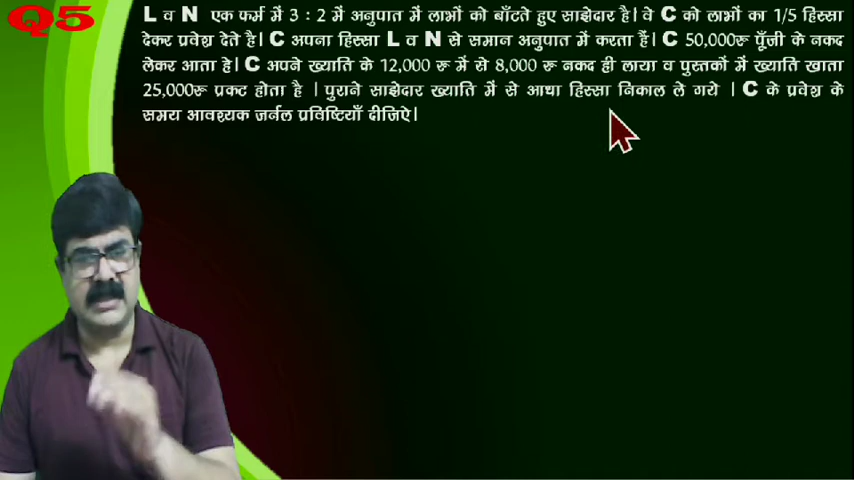 Q5
L व N एक फर्म में 3 : 2 में अनुपात में लाभों को बाँटते हुए साझेदार है। वे C को लाभों का 1/5 हिस्सा
देकर प्रवेश देते है। C अपना हिस्सा L व N से समान अनुपात में करता हैं। C 50,000रू पूँजी के नकद
लेकर आता हे। C अपने ख्याति के 12,000 रू में से 8,000 रू नकद ही लाया व पुस्तकों में ख्याति खाता
25,000रू प्रकट होता है । पुराने साझेदार ख्याति में से आधा हिस्सा निकाल ले गये । C के प्रवेश के
समय आवश्यक जर्नल प्रविष्टियाँ दीजिऐ।